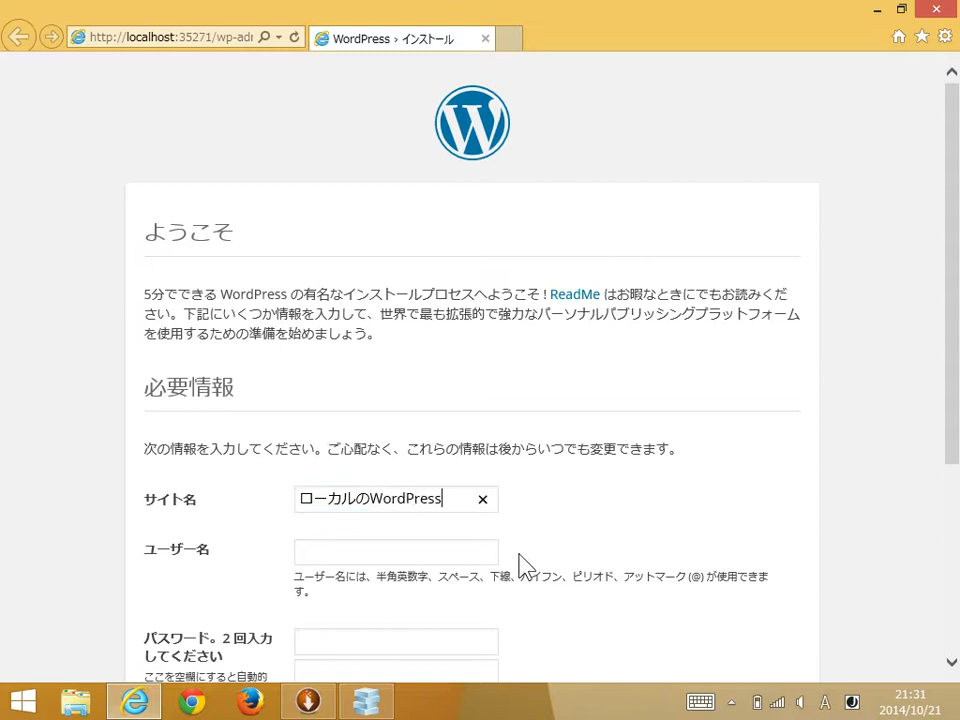 http://localhost:35271/wp-adı
WordPress › インストール
ようこそ
5分でできる WordPress の有名なインストールプロセスへようこそ ! ReadMe はお暇なときにでもお読みくだ
さい。下記にいくつか情報を入力して、世界で最も拡張的で強力なパーソナルパブリッシングプラットフォーム
を使用するための準備を始めましょう。
必要情報
次の情報を入力してください。ご心配なく、これらの情報は後からいつでも変更できます。
サイト名
ローカルのWordPress
ユーザー名
ユーザー名には、半角英数字、スペース、下線、ハイフン、ピリオド、アットマーク (@) が使用できま
す。
パスワード。2 回入力
してください
ここを空欄にすると自動的
A
21:31
2014/10/21